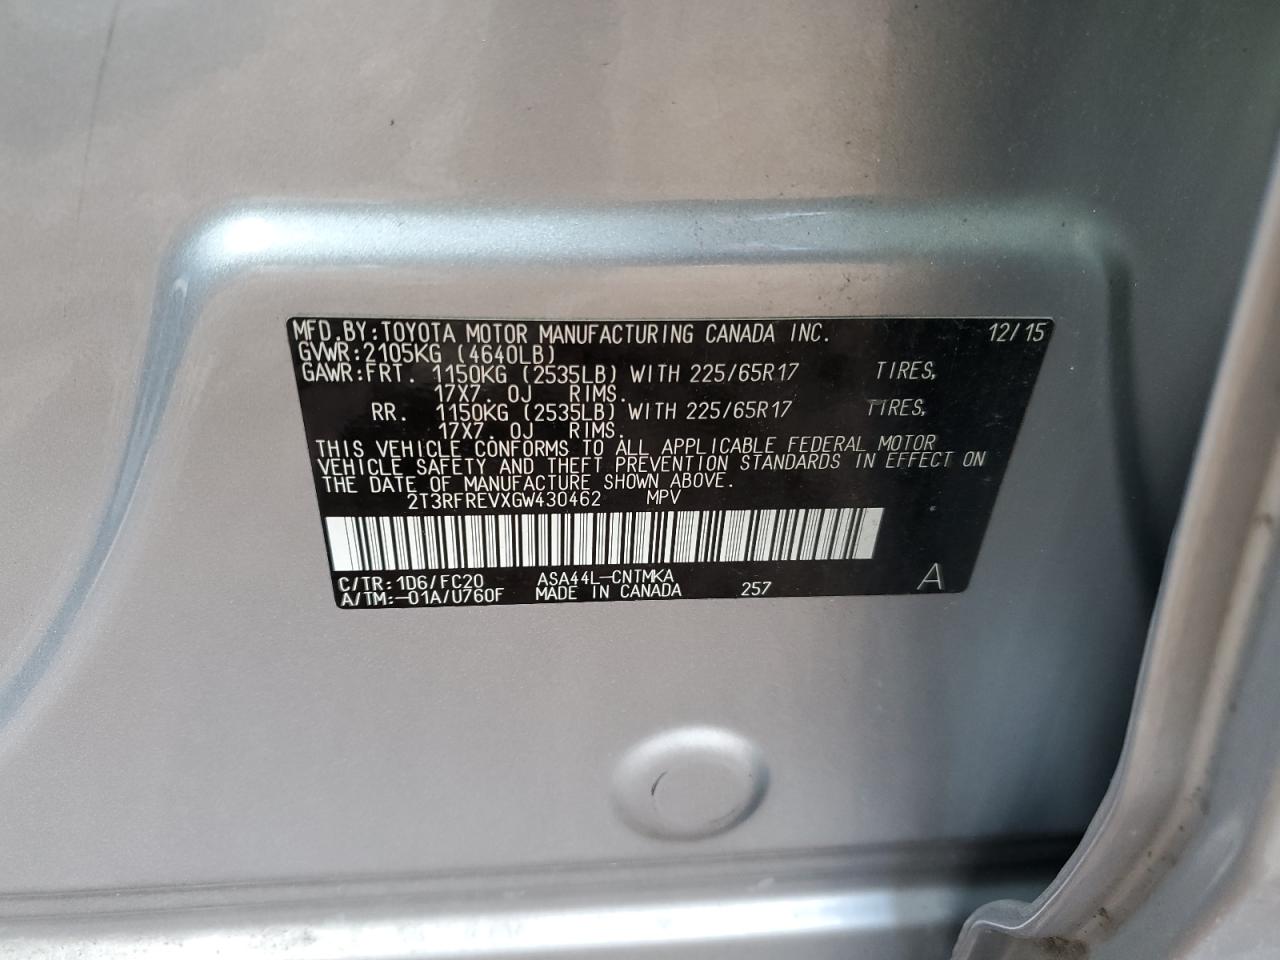 MFD.BY:TOYOTA MOTOR MANUFACTURING CANADA INC. 12/15
GVWR:2105KG (4640LB)
GAWR:FRT. 1150KG (2535LB) WITH 225/65R17 TIRES,
17X7.0J RIMS.
RR. 1150KG (2535LB) WITH 225/65R17 TIRES,
17X7.0J RIMS.
THIS VEHICLE CONFORMS TO ALL APPLICABLE FEDERAL MOTOR
VEHICLE SAFETY AND THEFT PREVENTION STANDARDS IN EFFECT ON
THE DATE OF MANUFACTURE SHOWN ABOVE.
2T3RFREVXGW430462 MPV
C/TR:1D6/FC20 ASA44L-CNTMKA
A/TM:-01A/U760F MADE IN CANADA 257 A